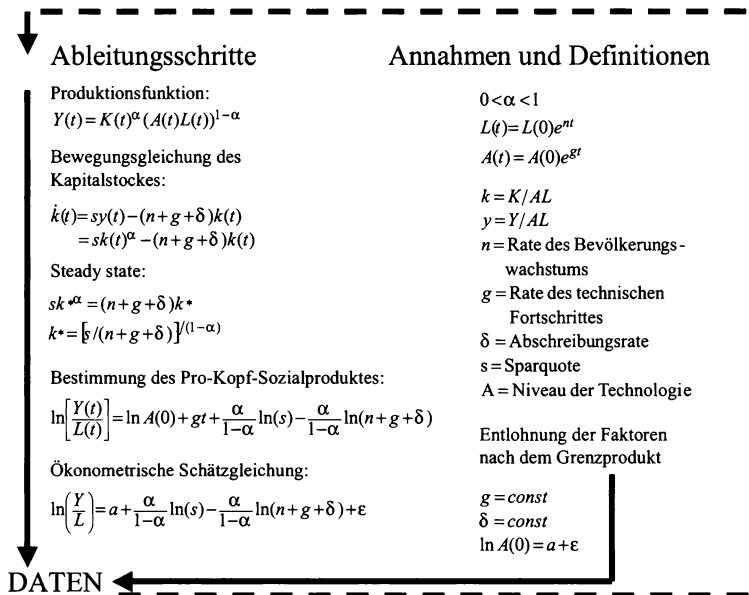 Ableitungsschritte
Produktionsfunktion:
Y(t) = K(t)^α (A(t)L(t))^1−α
Bewegungsgleichung des
Kapitalstockes:
k̇(t) = sy(t) − (n + g + δ)k(t)
= sk(t)^α − (n + g + δ)k(t)
Steady state:
sk*^α = (n + g + δ)k*
k* = [s/(n + g + δ)]^/(1−α)
Bestimmung des Pro-Kopf-Sozialproduktes:
ln[Y(t)/L(t)] = ln A(0) + gt + α/(1−α) ln(s) − α/(1−α) ln(n + g + δ)
Ökonometrische Schätzgleichung:
ln(Y/L) = a + α/(1−α) ln(s) − α/(1−α) ln(n + g + δ) + ε
Annahmen und Definitionen
0 < α < 1
L(t) = L(0)e^nt
A(t) = A(0)e^gt
k = K/AL
y = Y/AL
n = Rate des Bevölkerungs-
wachstums
g = Rate des technischen
Fortschrittes
δ = Abschreibungsrate
s = Sparquote
A = Niveau der Technologie
Entlohnung der Faktoren
nach dem Grenzprodukt
g = const
δ = const
ln A(0) = a + ε
DATEN